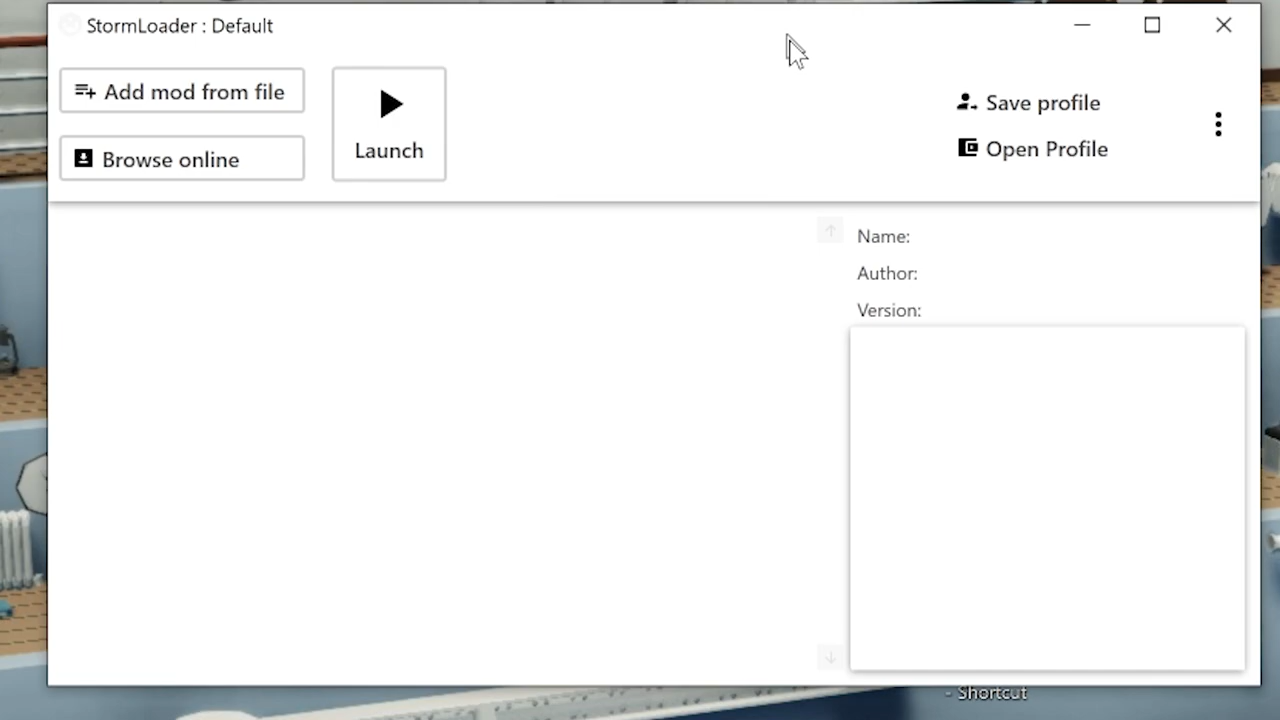 StormLoader : Default
Add mod from file
Browse online
Launch
Save profile
Open Profile
Name:
Author:
Version:
- Shortcut